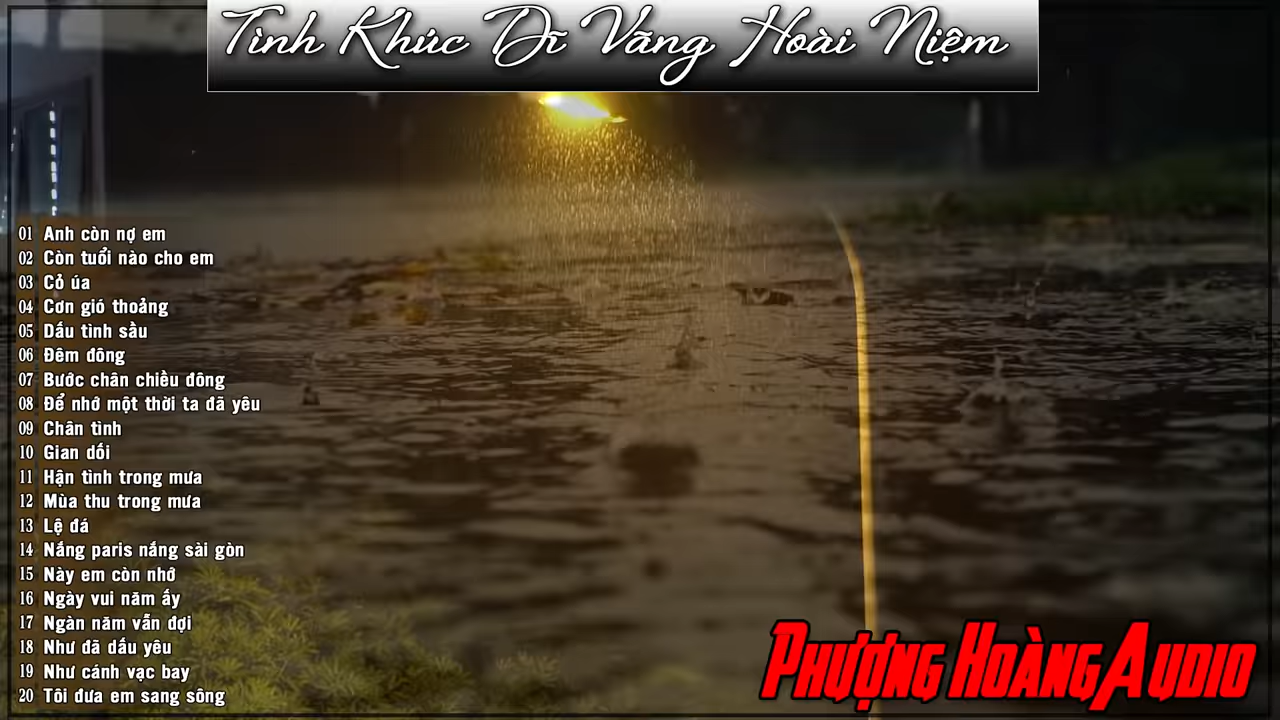 Tình Khúc Dĩ Vãng Hoài Niệm
01 Anh còn nợ em
02 Còn tuổi nào cho em
03 Cỏ úa
04 Cơn gió thoảng
05 Dấu tình sầu
06 Đêm đông
07 Bước chân chiều đông
08 Để nhớ một thời ta đã yêu
09 Chân tình
10 Gian dối
11 Hận tình trong mưa
12 Mùa thu trong mưa
13 Lệ đá
14 Nắng paris nắng sài gòn
15 Này em còn nhớ
16 Ngày vui năm ấy
17 Ngàn năm vẫn đợi
18 Như đã dấu yêu
19 Như cánh vạc bay
20 Tôi đưa em sang sông
Phượng Hoàng Audio